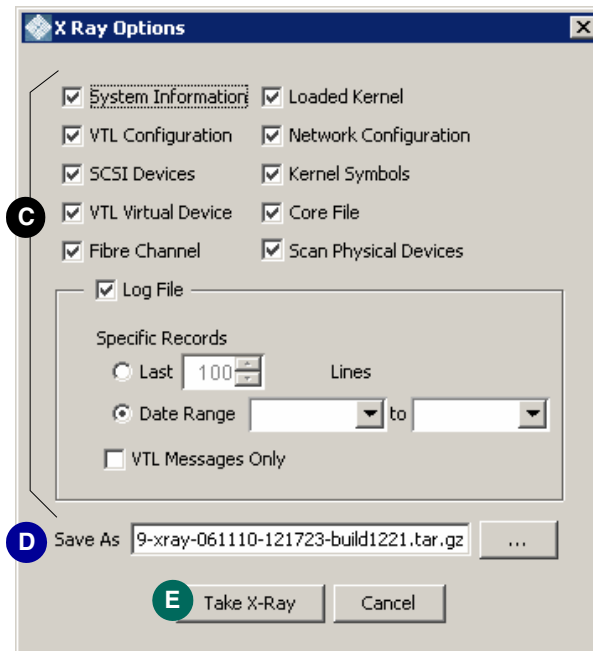 X Ray Options
System Information Loaded Kernel
VTL Configuration Network Configuration
SCSI Devices Kernel Symbols
C VTL Virtual Device Core File
Fibre Channel Scan Physical Devices
Log File
Specific Records
Last 100 Lines
Date Range to
VTL Messages Only
D Save As 9-xray-061110-121723-build1221.tar.gz ...
E Take X-Ray Cancel